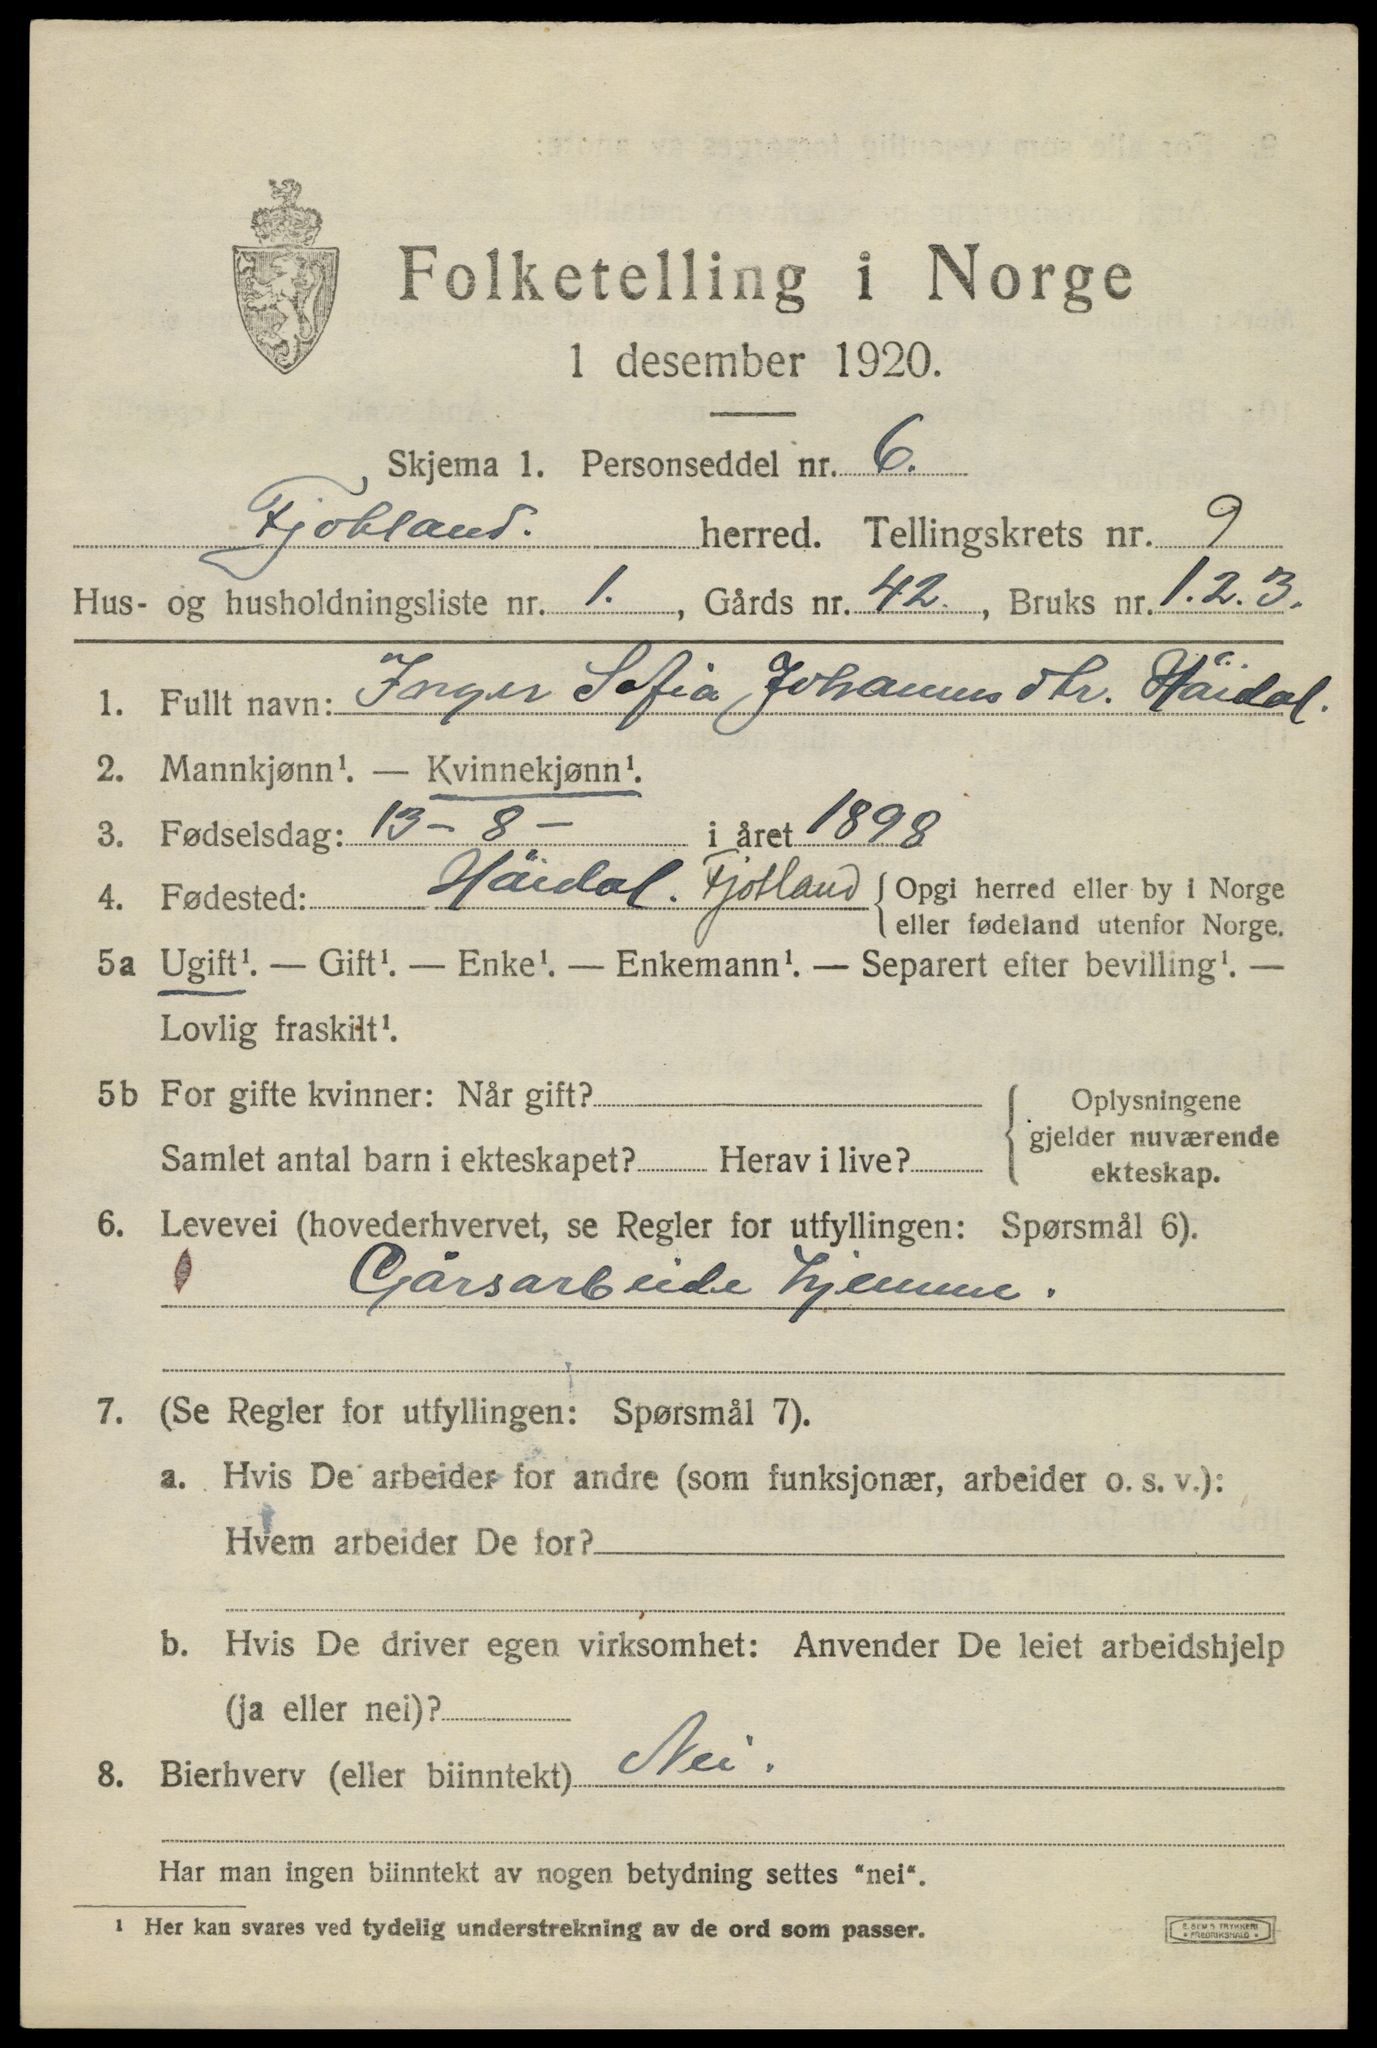 Folketelling i Norge
1 desember 1920.
Skjema 1. Personseddel nr. 6.
Fjotland. herred. Tellingskrets nr. 9
Hus- og husholdningsliste nr. 1. , Gårds nr. 42. , Bruks nr. 1.2.3.
1. Fullt navn: Inger Sofia Johannesdtr. Häidal.
2. Mannkjønn¹. — Kvinnekjønn¹.
3. Fødselsdag: 13 – 8 – i året 1898
4. Fødested: Häidal. Fjotland { Opgi herred eller by i Norge
eller fødeland utenfor Norge.
5a Ugift¹. — Gift¹. — Enke¹. — Enkemann¹. — Separert efter bevilling¹. —
Lovlig fraskilt¹.
5b For gifte kvinner: Når gift? { Oplysningene
gjelder nuværende
Samlet antal barn i ekteskapet? Herav i live?
ekteskap.
6. Levevei (hovederhvervet, se Regler for utfyllingen: Spørsmål 6).
Gårsarbeide hjemme.
7. (Se Regler for utfyllingen: Spørsmål 7).
a. Hvis De arbeider for andre (som funksjonær, arbeider o. s. v.):
Hvem arbeider De for?
b. Hvis De driver egen virksomhet: Anvender De leiet arbeidshjelp
(ja eller nei)?
8. Bierhverv (eller biinntekt) Nei.
Har man ingen biinntekt av nogen betydning settes "nei".
¹ Her kan svares ved tydelig understrekning av de ord som passer.
E. SEM'S TRYKKERI
• FREDRIKSHALD •